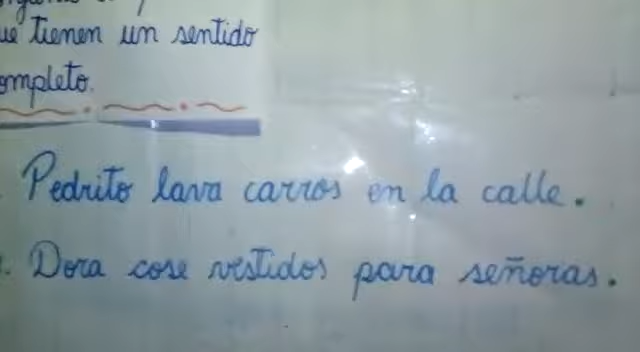 que tienen un sentido
completo.
Pedrito lava carros en la calle.
Dora cose vestidos para señoras.